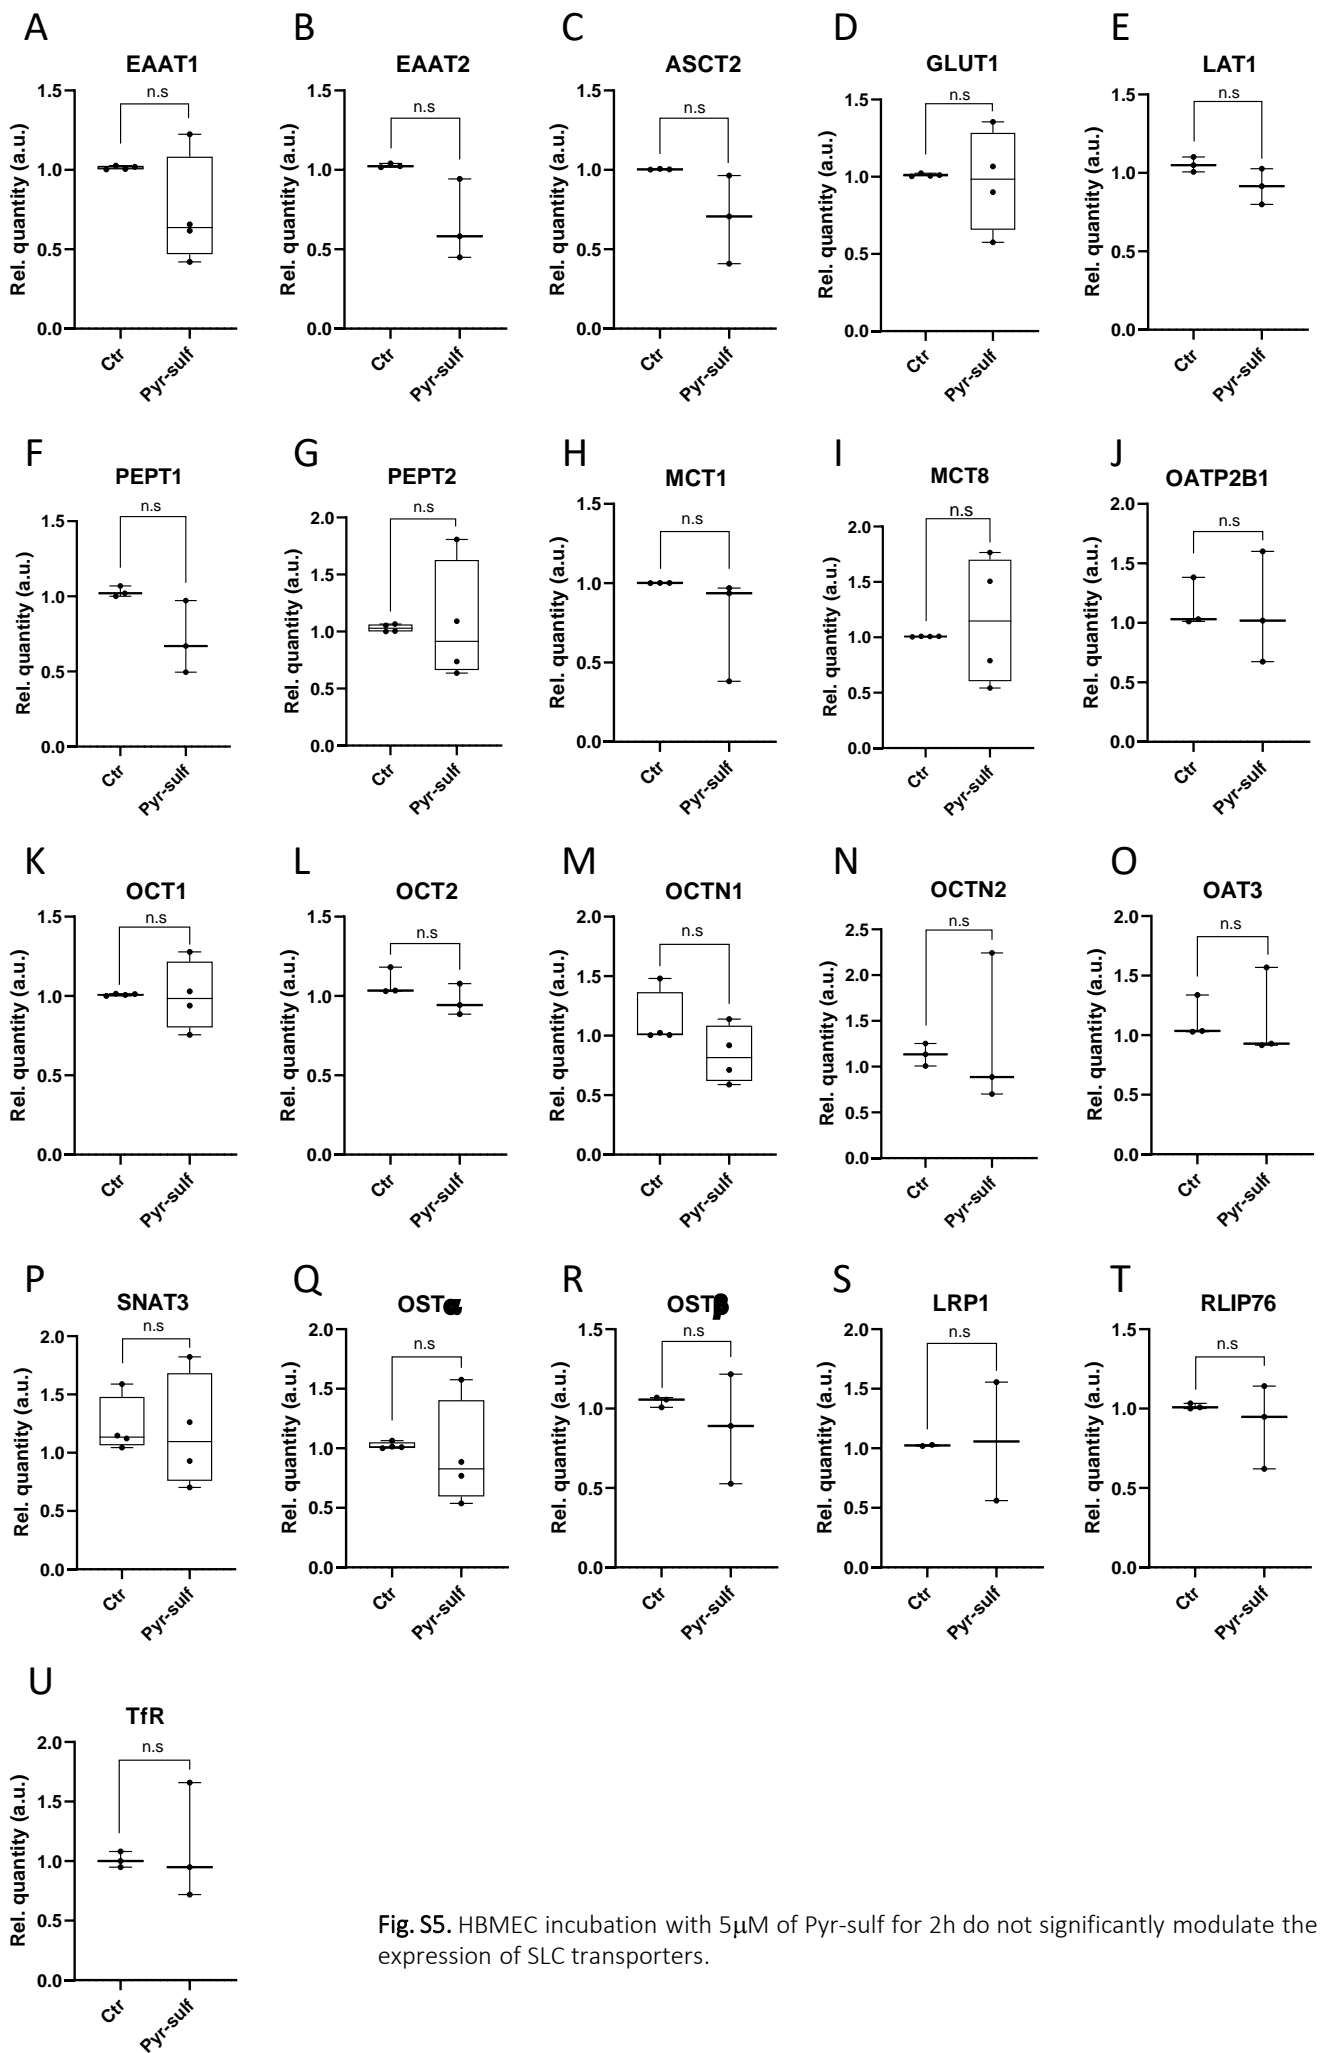 A
B
C
D
E
EAAT1
EAAT2
ASCT2
GLUT1
LAT1
n.s
n.s
n.s
n.s
n.s
Rel. quantity (a.u.)
1.5
1.0
0.5
0.0
Rel. quantity (a.u.)
1.5
1.0
0.5
0.0
Rel. quantity (a.u.)
1.5
1.0
0.5
0.0
Rel. quantity (a.u.)
1.5
1.0
0.5
0.0
Rel. quantity (a.u.)
1.5
1.0
0.5
0.0
Ctr
Pyr-sulf
Ctr
Pyr-sulf
Ctr
Pyr-sulf
Ctr
Pyr-sulf
Ctr
Pyr-sulf
F
G
H
I
J
PEPT1
PEPT2
MCT1
MCT8
OATP2B1
n.s
n.s
n.s
n.s
n.s
Rel. quantity (a.u.)
1.5
1.0
0.5
0.0
Rel. quantity (a.u.)
2.0
1.5
1.0
0.5
0.0
Rel. quantity (a.u.)
1.5
1.0
0.5
0.0
Rel. quantity (a.u.)
2.0
1.5
1.0
0.5
0.0
Rel. quantity (a.u.)
2.0
1.5
1.0
0.5
0.0
Ctr
Pyr-sulf
Ctr
Pyr-sulf
Ctr
Pyr-sulf
Ctr
Pyr-sulf
Ctr
Pyr-sulf
K
L
M
N
O
OCT1
OCT2
OCTN1
OCTN2
OAT3
n.s
n.s
n.s
n.s
n.s
Rel. quantity (a.u.)
1.5
1.0
0.5
0.0
Rel. quantity (a.u.)
1.5
1.0
0.5
0.0
Rel. quantity (a.u.)
2.0
1.5
1.0
0.5
0.0
Rel. quantity (a.u.)
2.5
2.0
1.5
1.0
0.5
0.0
Rel. quantity (a.u.)
2.0
1.5
1.0
0.5
0.0
Ctr
Pyr-sulf
Ctr
Pyr-sulf
Ctr
Pyr-sulf
Ctr
Pyr-sulf
Ctr
Pyr-sulf
P
Q
R
S
T
SNAT3
OSTα
OSTβ
LRP1
RLIP76
n.s
n.s
n.s
n.s
n.s
Rel. quantity (a.u.)
2.0
1.5
1.0
0.5
0.0
Rel. quantity (a.u.)
2.0
1.5
1.0
0.5
0.0
Rel. quantity (a.u.)
1.5
1.0
0.5
0.0
Rel. quantity (a.u.)
2.0
1.5
1.0
0.5
0.0
Rel. quantity (a.u.)
1.5
1.0
0.5
0.0
Ctr
Pyr-sulf
Ctr
Pyr-sulf
Ctr
Pyr-sulf
Ctr
Pyr-sulf
Ctr
Pyr-sulf
U
TfR
n.s
Rel. quantity (a.u.)
2.0
1.5
1.0
0.5
0.0
Ctr
Pyr-sulf
Fig. S5. HBMEC incubation with 5μM of Pyr-sulf for 2h do not significantly modulate the
expression of SLC transporters.